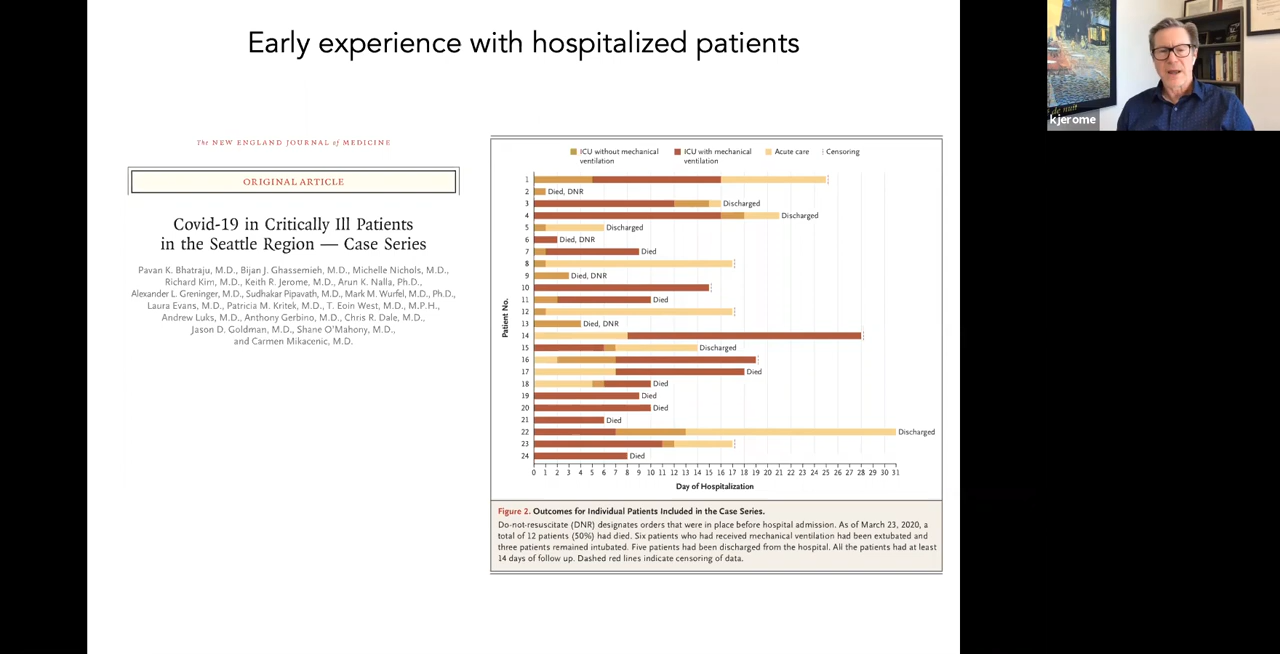 Early experience with hospitalized patients
The NEW ENGLAND JOURNAL of MEDICINE
ORIGINAL ARTICLE
Covid-19 in Critically Ill Patients
in the Seattle Region — Case Series
Pavan K. Bhatraju, M.D., Bijan J. Ghassemieh, M.D., Michelle Nichols, M.D.,
Richard Kim, M.D., Keith R. Jerome, M.D., Arun K. Nalla, Ph.D.,
Alexander L. Greninger, M.D., Sudhakar Pipavath, M.D., Mark M. Wurfel, M.D., Ph.D.,
Laura Evans, M.D., Patricia M. Kritek, M.D., T. Eoin West, M.D., M.P.H.,
Andrew Luks, M.D., Anthony Gerbino, M.D., Chris R. Dale, M.D.,
Jason D. Goldman, M.D., Shane O'Mahony, M.D.,
and Carmen Mikacenic, M.D.
ICU without mechanical ventilation
ICU with mechanical ventilation
Acute care
Censoring
Patient No.
1
2 Died, DNR
3 Discharged
4 Discharged
5 Discharged
6 Died, DNR
7 Died
8
9 Died, DNR
10
11 Died
12
13 Died, DNR
14
15 Discharged
16
17 Died
18 Died
19 Died
20 Died
21 Died
22 Discharged
23
24 Died
0 1 2 3 4 5 6 7 8 9 10 11 12 13 14 15 16 17 18 19 20 21 22 23 24 25 26 27 28 29 30 31
Day of Hospitalization
Figure 2. Outcomes for Individual Patients Included in the Case Series.
Do-not-resuscitate (DNR) designates orders that were in place before hospital admission. As of March 23, 2020, a
total of 12 patients (50%) had died. Six patients who had received mechanical ventilation had been extubated and
three patients remained intubated. Five patients had been discharged from the hospital. All the patients had at least
14 days of follow up. Dashed red lines indicate censoring of data.
de nuit
kjerome